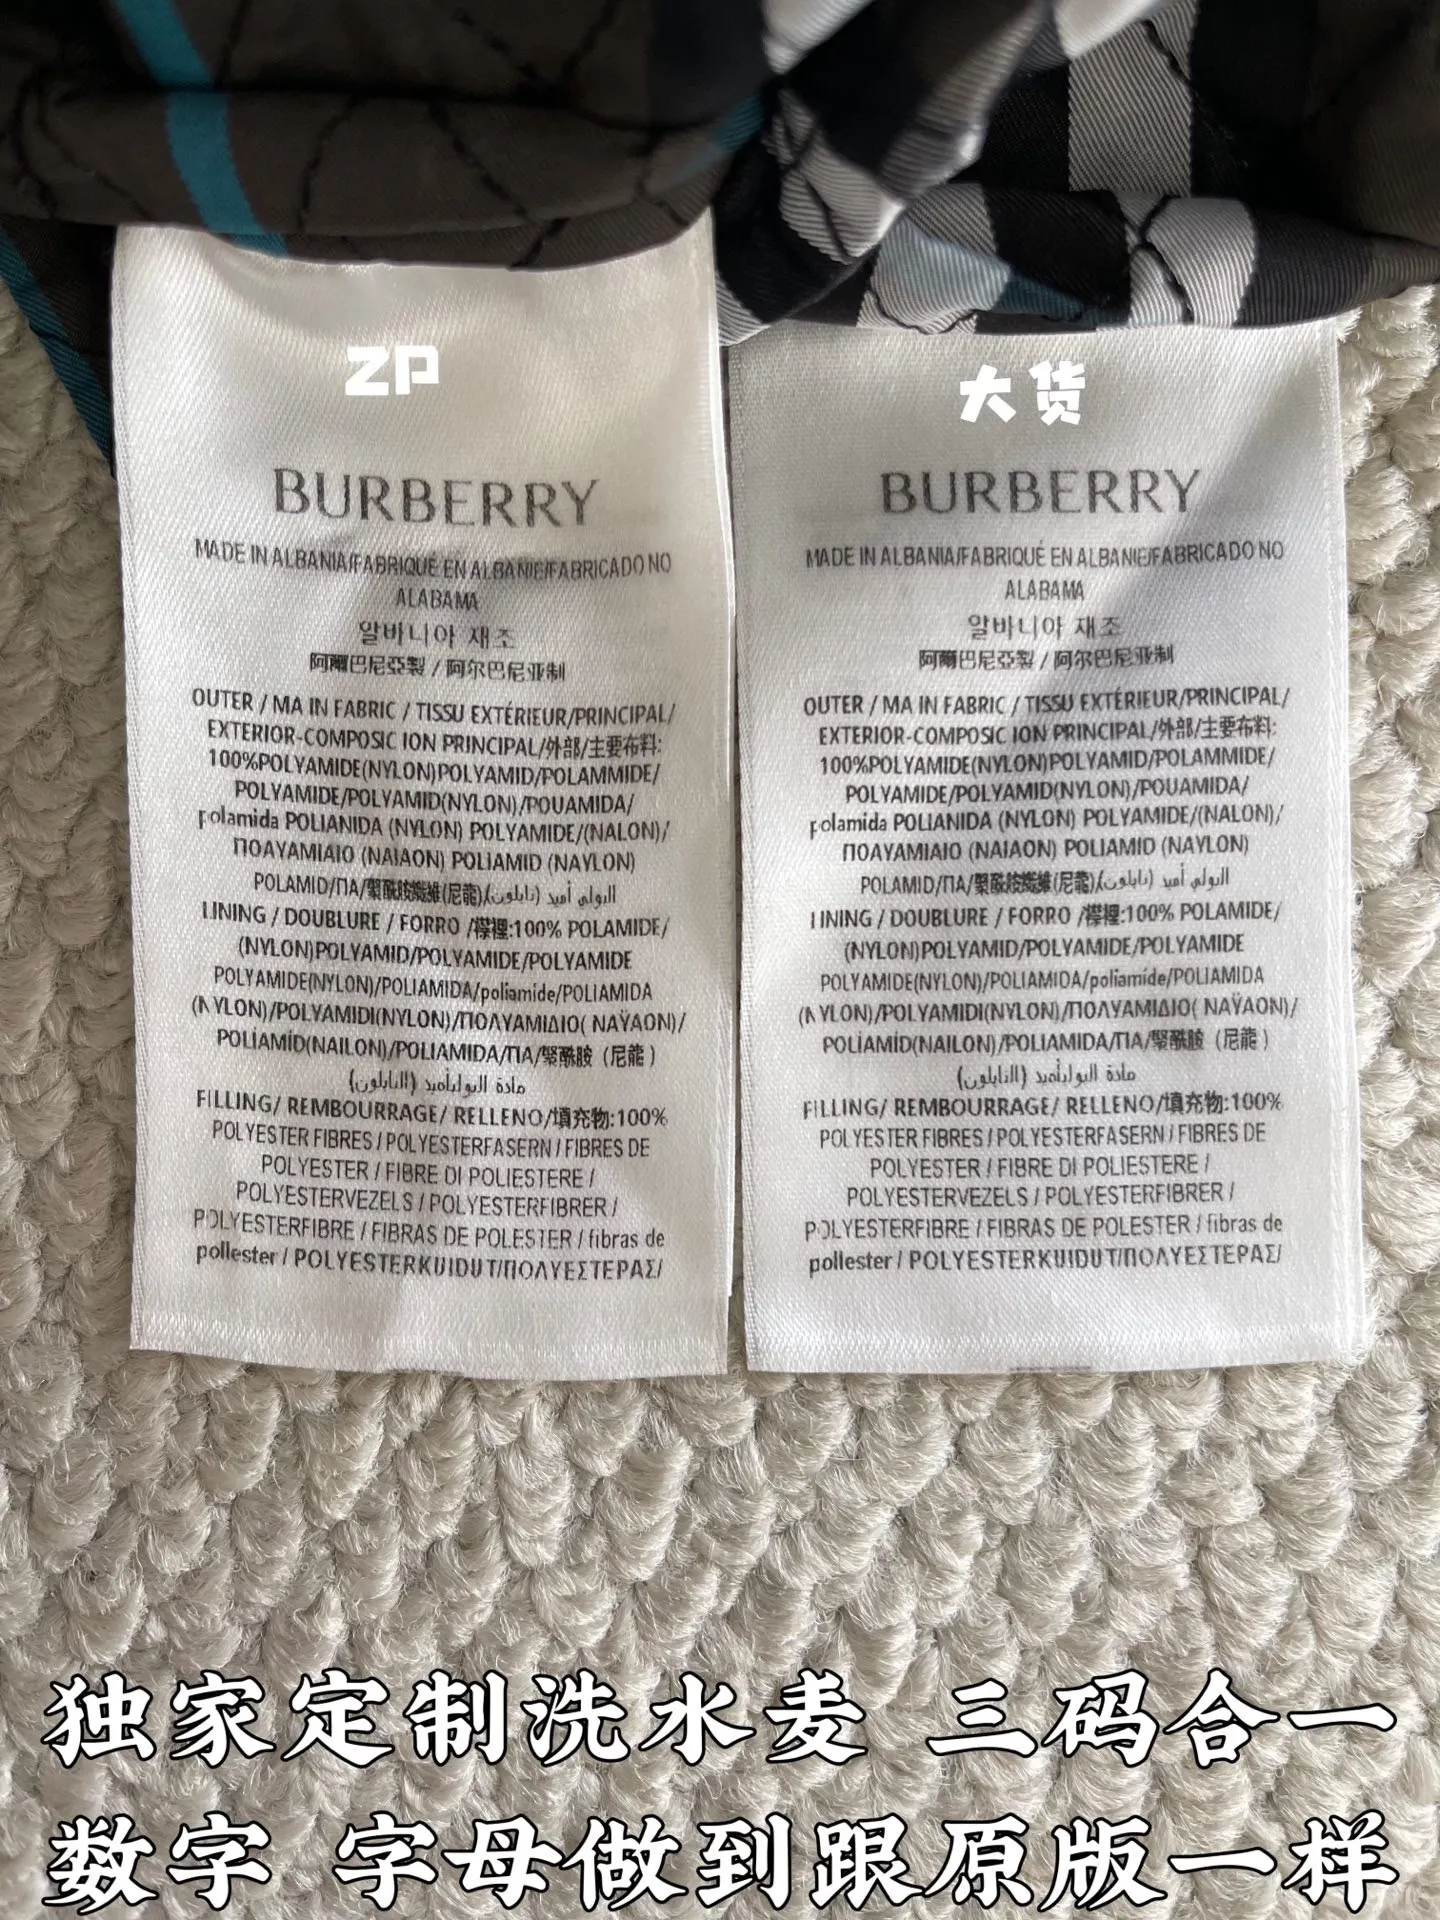 ZP
BURBERRY
MADE IN ALBANIA/FABRIQUÉ EN ALBANIE/FABRICADO NO
ALABAMA
알바니아 재조
阿爾巴尼亞製 / 阿尔巴尼亚制
OUTER / MA IN FABRIC / TISSU EXTÉRIEUR/PRINCIPAL/
EXTERIOR-COMPOSIC ION PRINCIPAL/外部/主要布料:
100%POLYAMIDE(NYLON)POLYAMID/POLAMMIDE/
POLYAMIDE/POLYAMID(NYLON)/POUAMIDA/
polamida POLIANIDA (NYLON) POLYAMIDE/(NALON)/
ΠΟΑΥΑΜΙΑΙΟ (ΝΑΙΑΟΝ) POLIAMID (NAYLON)
POLAMID/ΠΑ/聚酰胺纖維(尼龍)/البولي أميد (نايلون)
LINING / DOUBLURE / FORRO /襟裡:100% POLAMIDE/
(NYLON)POLYAMID/POLYAMIDE/POLYAMIDE
POLYAMIDE(NYLON)/POLIAMIDA/poliamide/POLIAMIDA
(NYLON)/POLYAMIDI(NYLON)/ΠΟΛΥΑΜΙΔΙΟ( ΝΑΫΑΟΝ)/
POLÍAMÍD(NAILON)/POLIAMIDA/ΠΑ/聚酰胺（尼龍）
مادة البوليأميد (النايلون)
FILLING/ REMBOURRAGE/ RELLENO/填充物:100%
POLYESTER FIBRES / POLYESTERFASERN / FIBRES DE
POLYESTER / FIBRE DI POLIESTERE /
POLYESTERVEZELS / POLYESTERFIBRER /
POLYESTERFIBRE / FIBRAS DE POLESTER / fibras de
pollester / POLYESTERKUIDUT/ΠΟΛΥΕΣΤΕΡΑΣ/
大货
BURBERRY
MADE IN ALBANIA/FABRIQUÉ EN ALBANIE/FABRICADO NO
ALABAMA
알바니아 재조
阿爾巴尼亞製 / 阿尔巴尼亚制
OUTER / MA IN FABRIC / TISSU EXTÉRIEUR/PRINCIPAL/
EXTERIOR-COMPOSIC ION PRINCIPAL/外部/主要布料:
100%POLYAMIDE(NYLON)POLYAMID/POLAMMIDE/
POLYAMIDE/POLYAMID(NYLON)/POUAMIDA/
polamida POLIANIDA (NYLON) POLYAMIDE/(NALON)/
ΠΟΑΥΑΜΙΑΙΟ (ΝΑΙΑΟΝ) POLIAMID (NAYLON)
POLAMID/ΠΑ/聚酰胺纖維(尼龍)/البولي أميد (نايلون)
LINING / DOUBLURE / FORRO /襟裡:100% POLAMIDE/
(NYLON)POLYAMID/POLYAMIDE/POLYAMIDE
POLYAMIDE(NYLON)/POLIAMIDA/poliamide/POLIAMIDA
(NYLON)/POLYAMIDI(NYLON)/ΠΟΛΥΑΜΙΔΙΟ( ΝΑΫΑΟΝ)/
POLÍAMÍD(NAILON)/POLIAMIDA/ΠΑ/聚酰胺（尼龍）
مادة البوليأميد (النايلون)
FILLING/ REMBOURRAGE/ RELLENO/填充物:100%
POLYESTER FIBRES / POLYESTERFASERN / FIBRES DE
POLYESTER / FIBRE DI POLIESTERE /
POLYESTERVEZELS / POLYESTERFIBRER /
POLYESTERFIBRE / FIBRAS DE POLESTER / fibras de
pollester / POLYESTERKUIDUT/ΠΟΛΥΕΣΤΕΡΑΣ/
独家定制洗水麦 三码合一
数字 字母做到跟原版一样